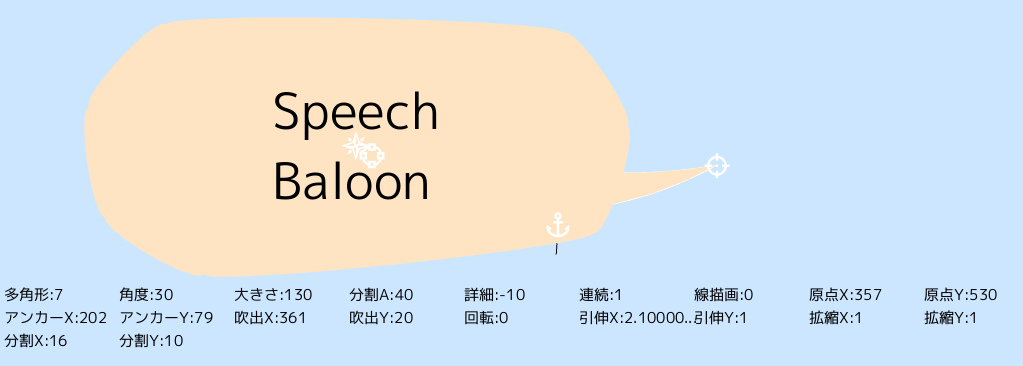 Speech
Baloon
多角形:7 角度:30 大きさ:130 分割A:40 詳細:-10 連続:1 線描画:0 原点X:357 原点Y:530
アンカーX:202 アンカーY:79 吹出X:361 吹出Y:20 回転:0 引伸X:2.10000.. 引伸Y:1 拡縮X:1 拡縮Y:1
分割X:16 分割Y:10